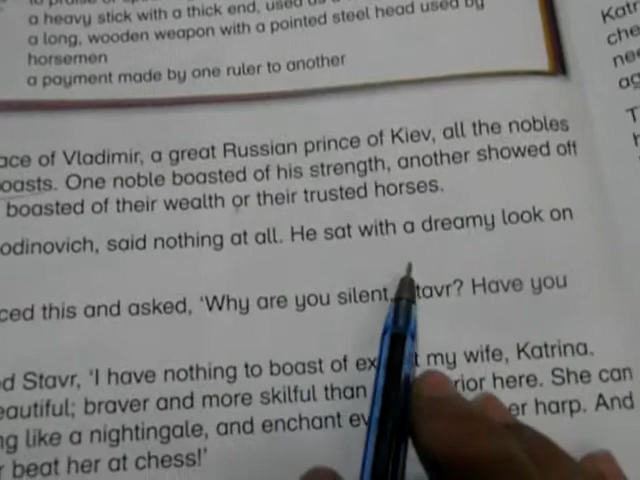 a heavy stick with a thick end, used as a
a long, wooden weapon with a pointed steel head used by
horsemen
a payment made by one ruler to another
ace of Vladimir, a great Russian prince of Kiev, all the nobles
oasts. One noble boasted of his strength, another showed off
boasted of their wealth or their trusted horses.
odinovich, said nothing at all. He sat with a dreamy look on
ced this and asked, 'Why are you silent, Stavr? Have you
d Stavr, 'I have nothing to boast of ex t my wife, Katrina.
eautiful; braver and more skilful than rior here. She can
ng like a nightingale, and enchant ev er harp. And
r beat her at chess!'
Katr
che
nee
ag
T